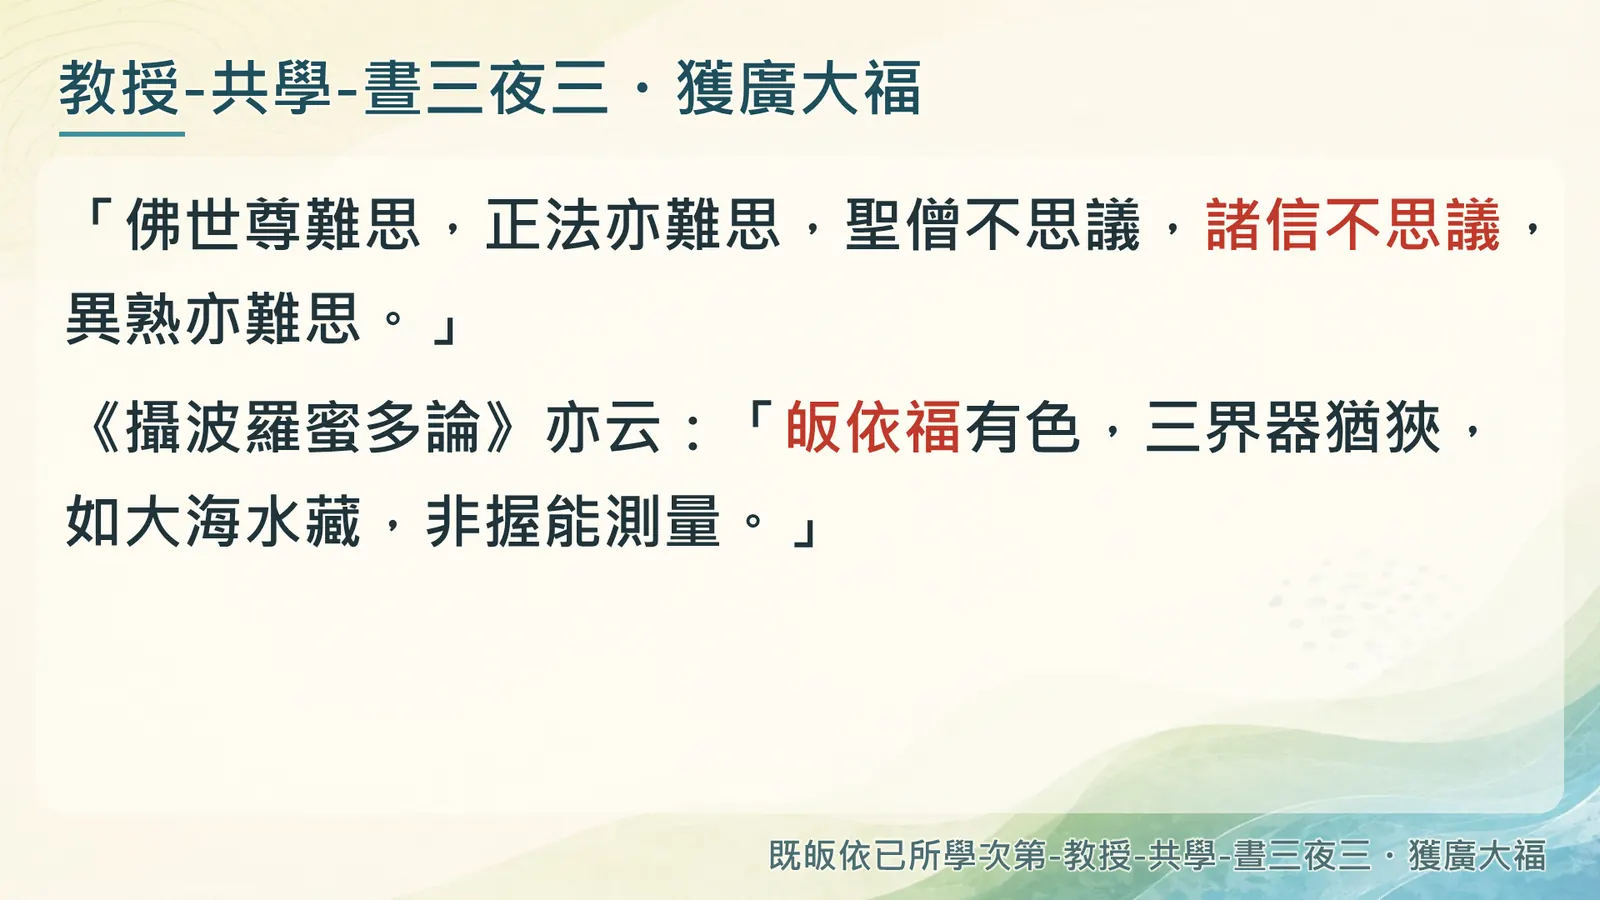 教授-共學-晝三夜三・獲廣大福
「佛世尊難思，正法亦難思，聖僧不思議，諸信不思議，
異熟亦難思。」
《攝波羅蜜多論》亦云：「皈依福有色，三界器猶狹，
如大海水藏，非握能測量。」
既皈依已所學次第-教授-共學-晝三夜三・獲廣大福